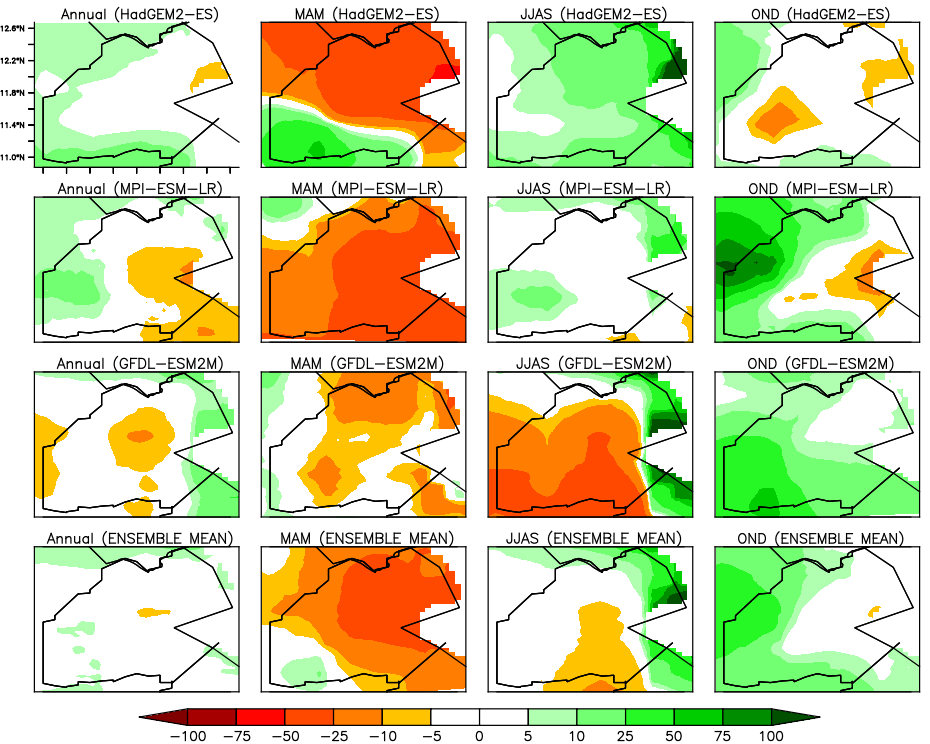 Annual (HadGEM2−ES) MAM (HadGEM2−ES) JJAS (HadGEM2−ES) OND (HadGEM2−ES)
12.6°N
12.2°N
11.8°N
11.4°N
11.0°N
Annual (MPI−ESM−LR) MAM (MPI−ESM−LR) JJAS (MPI−ESM−LR) OND (MPI−ESM−LR)
Annual (GFDL−ESM2M) MAM (GFDL−ESM2M) JJAS (GFDL−ESM2M) OND (GFDL−ESM2M)
Annual (ENSEMBLE MEAN) MAM (ENSEMBLE MEAN) JJAS (ENSEMBLE MEAN) OND (ENSEMBLE MEAN)
−100 −75 −50 −25 −10 −5 0 5 10 25 50 75 100